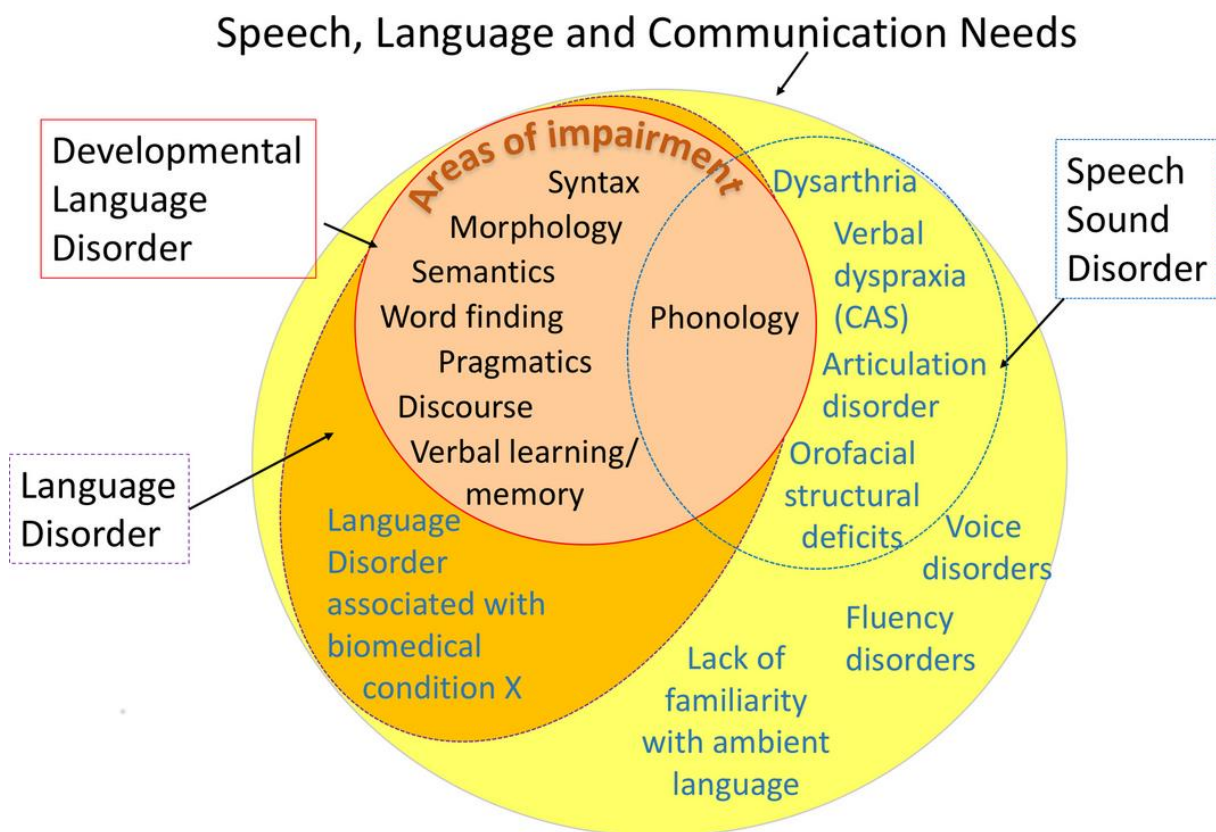 Speech, Language and Communication Needs
Developmental
Language
Disorder
Areas of impairment
Syntax
Morphology
Semantics
Word finding
Pragmatics
Discourse
Verbal learning/
memory
Phonology
Dysarthria
Verbal
dyspraxia
(CAS)
Articulation
disorder
Orofacial
structural
deficits
Speech
Sound
Disorder
Language
Disorder
Language
Disorder
associated with
biomedical
condition X
Voice
disorders
Fluency
disorders
Lack of
familiarity
with ambient
language